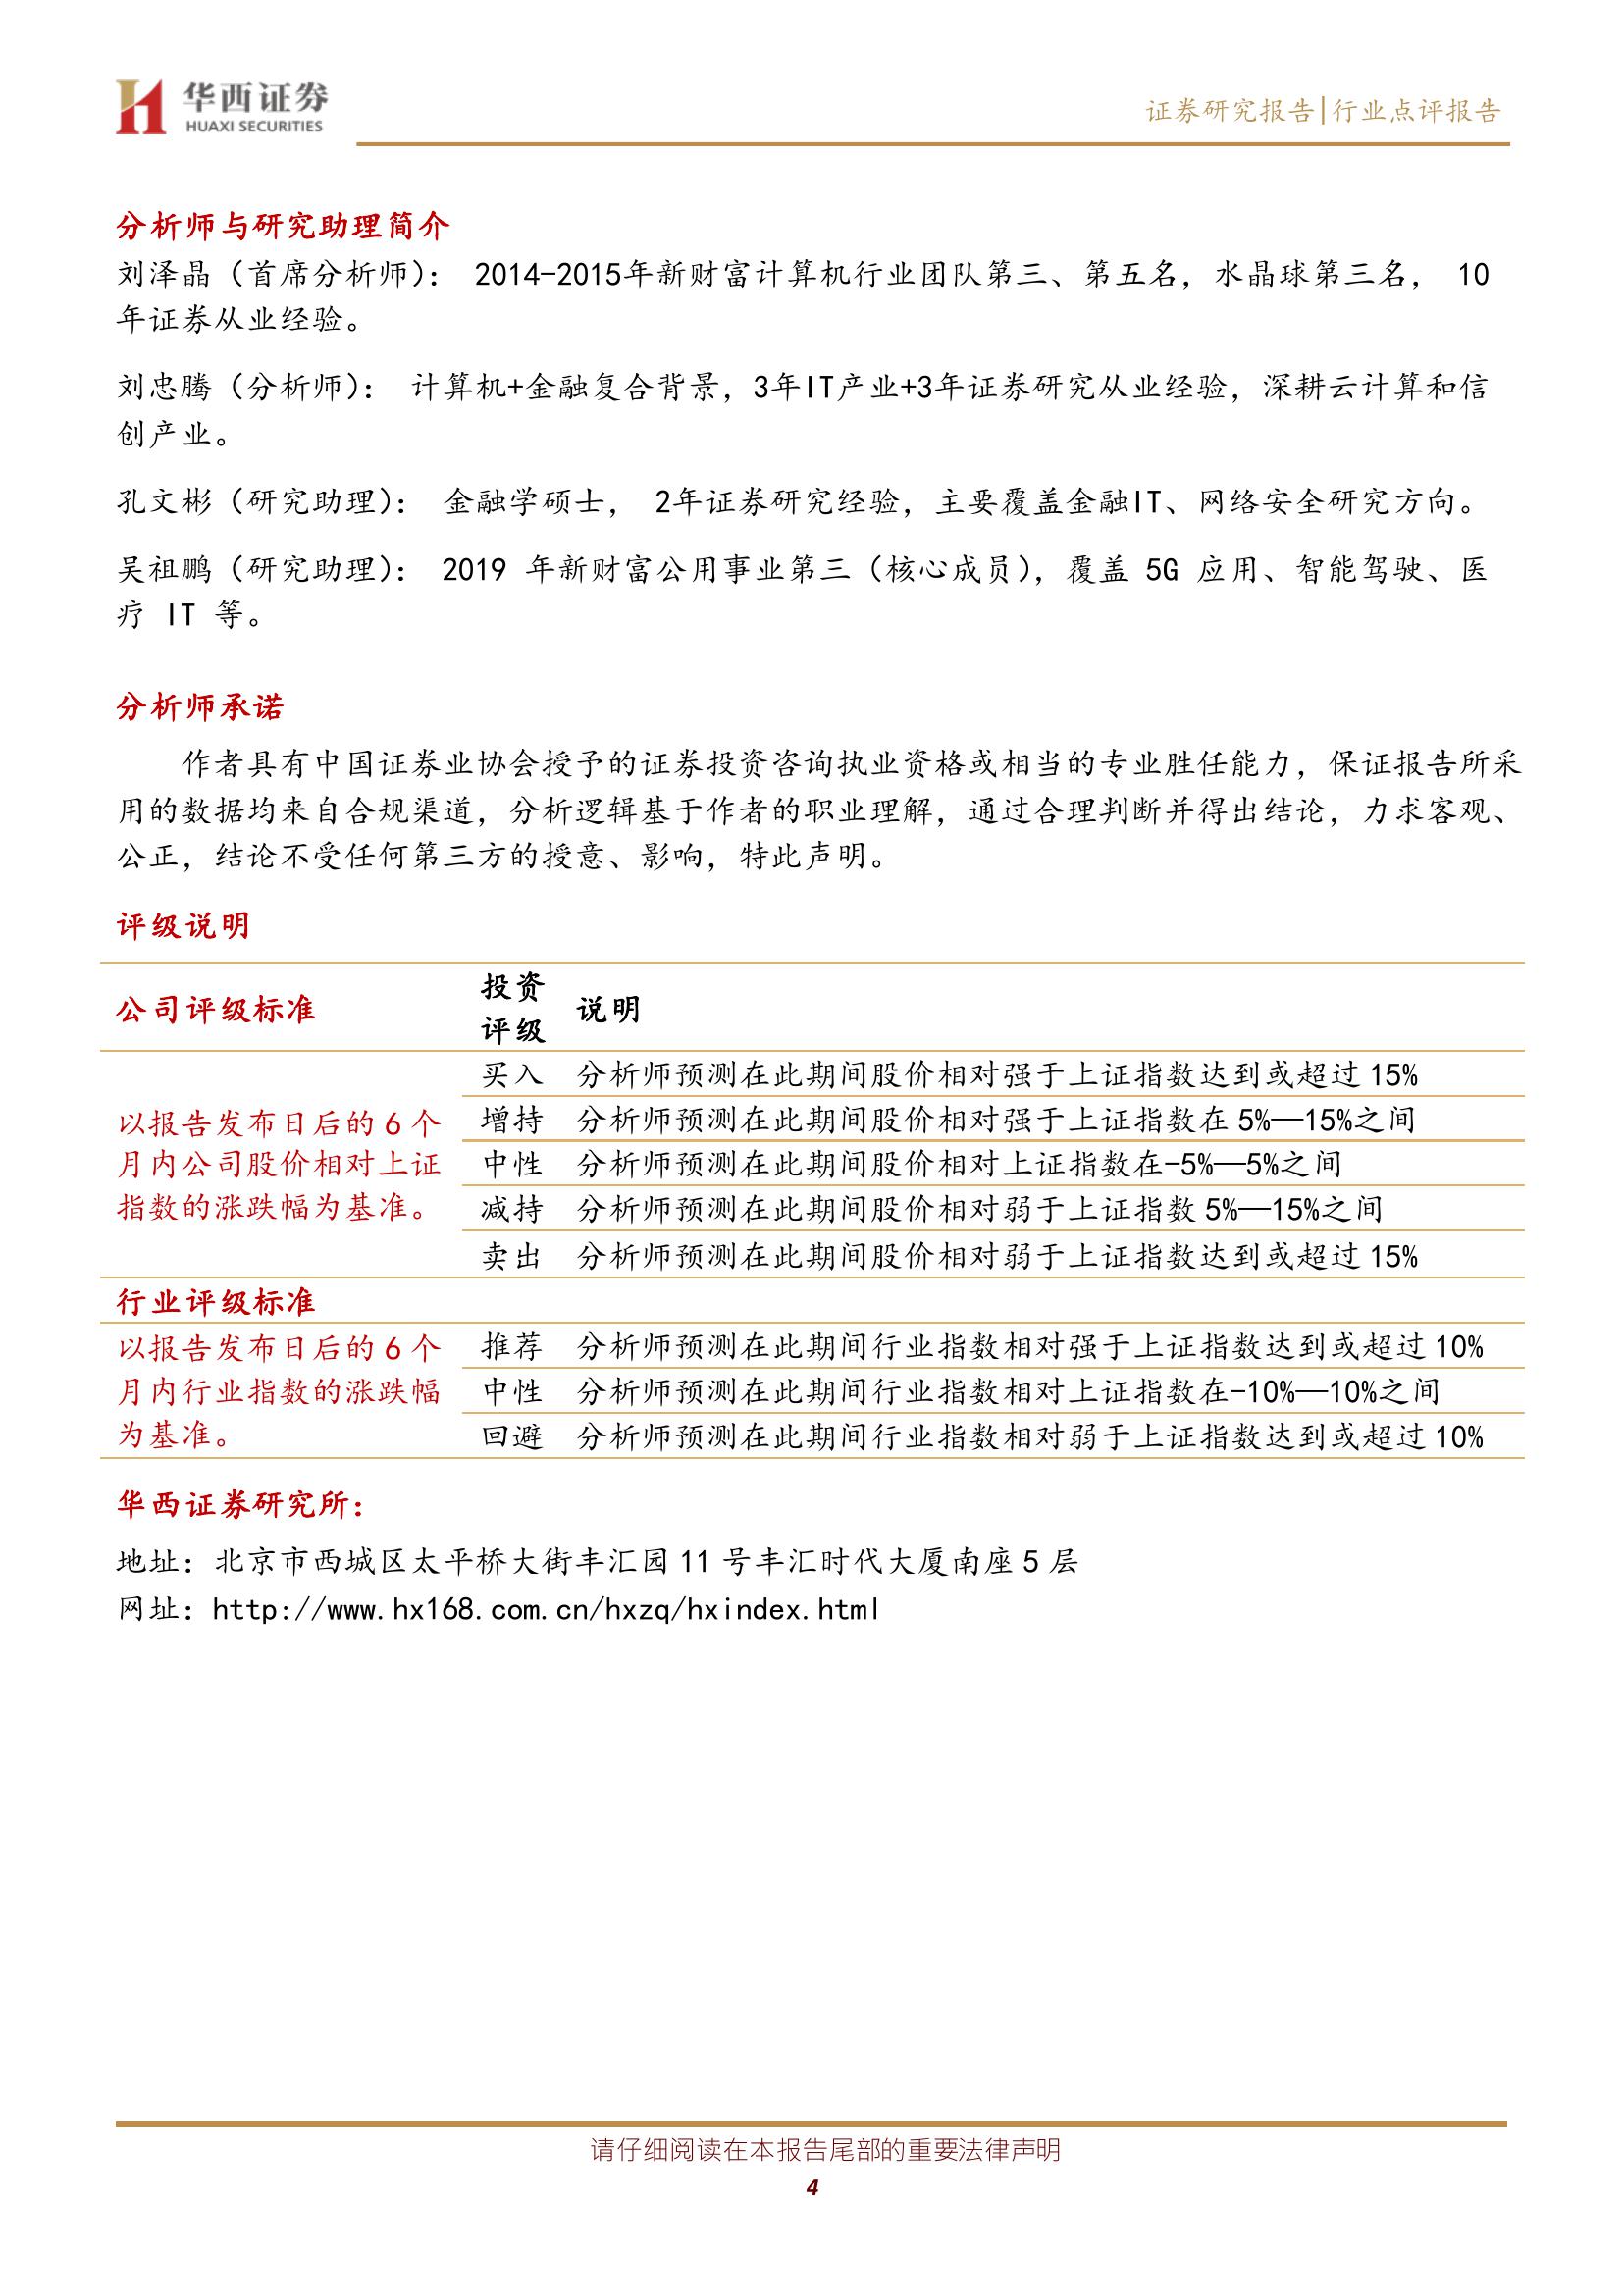 华西证券
HUAXI SECURITIES
证券研究报告|行业点评报告
分析师与研究助理简介
刘泽晶（首席分析师）： 2014-2015年新财富计算机行业团队第三、第五名，水晶球第三名， 10
年证券从业经验。
刘忠腾（分析师）： 计算机+金融复合背景，3年IT产业+3年证券研究从业经验，深耕云计算和信
创产业。
孔文彬（研究助理）： 金融学硕士， 2年证券研究经验，主要覆盖金融IT、网络安全研究方向。
吴祖鹏（研究助理）： 2019 年新财富公用事业第三（核心成员），覆盖 5G 应用、智能驾驶、医
疗 IT 等。
分析师承诺
作者具有中国证券业协会授予的证券投资咨询执业资格或相当的专业胜任能力，保证报告所采
用的数据均来自合规渠道，分析逻辑基于作者的职业理解，通过合理判断并得出结论，力求客观、
公正，结论不受任何第三方的授意、影响，特此声明。
评级说明
公司评级标准
投资
评级
说明
以报告发布日后的 6 个
月内公司股价相对上证
指数的涨跌幅为基准。
买入 分析师预测在此期间股价相对强于上证指数达到或超过 15%
增持 分析师预测在此期间股价相对强于上证指数在 5%—15%之间
中性 分析师预测在此期间股价相对上证指数在-5%—5%之间
减持 分析师预测在此期间股价相对弱于上证指数 5%—15%之间
卖出 分析师预测在此期间股价相对弱于上证指数达到或超过 15%
行业评级标准
以报告发布日后的 6 个
月内行业指数的涨跌幅
为基准。
推荐 分析师预测在此期间行业指数相对强于上证指数达到或超过 10%
中性 分析师预测在此期间行业指数相对上证指数在-10%—10%之间
回避 分析师预测在此期间行业指数相对弱于上证指数达到或超过 10%
华西证券研究所：
地址：北京市西城区太平桥大街丰汇园 11 号丰汇时代大厦南座 5 层
网址：http://www.hx168.com.cn/hxzq/hxindex.html
请仔细阅读在本报告尾部的重要法律声明
4